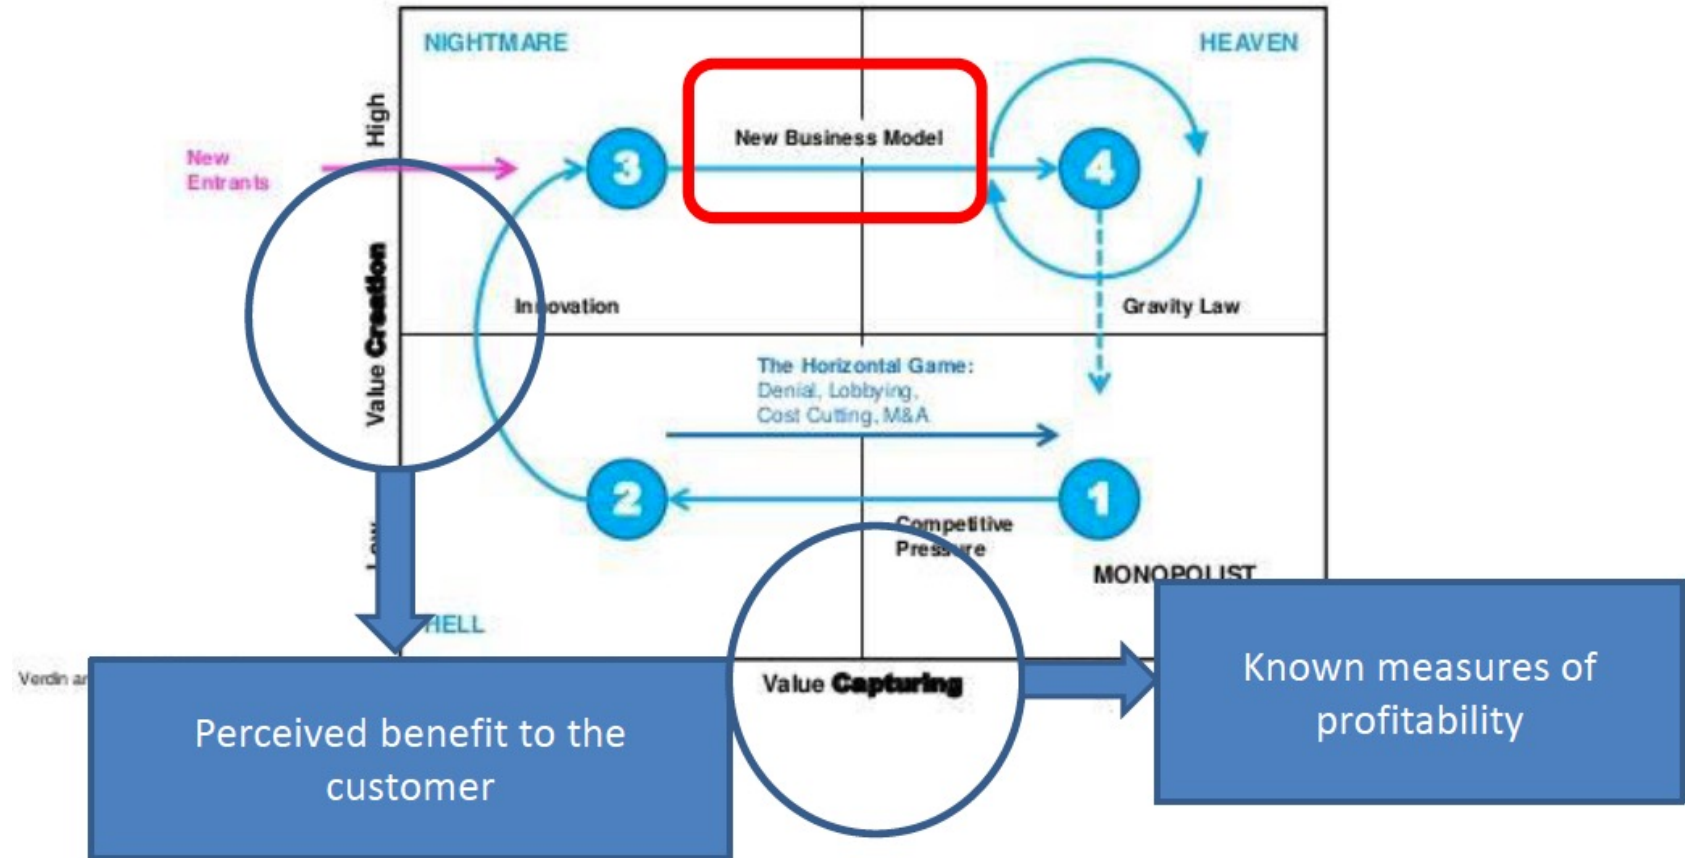 NIGHTMARE
HEAVEN
High
New Business Model
3
4
New
Entrants
Innovation
Gravity Law
Value Creation
The Horizontal Game:
Denial, Lobbying,
Cost Cutting, M&A
2
1
Competitive
Pressure
Low
MONOPOLIST
HELL
Verdin
Value Capturing
Perceived benefit to the
customer
Known measures of
profitability